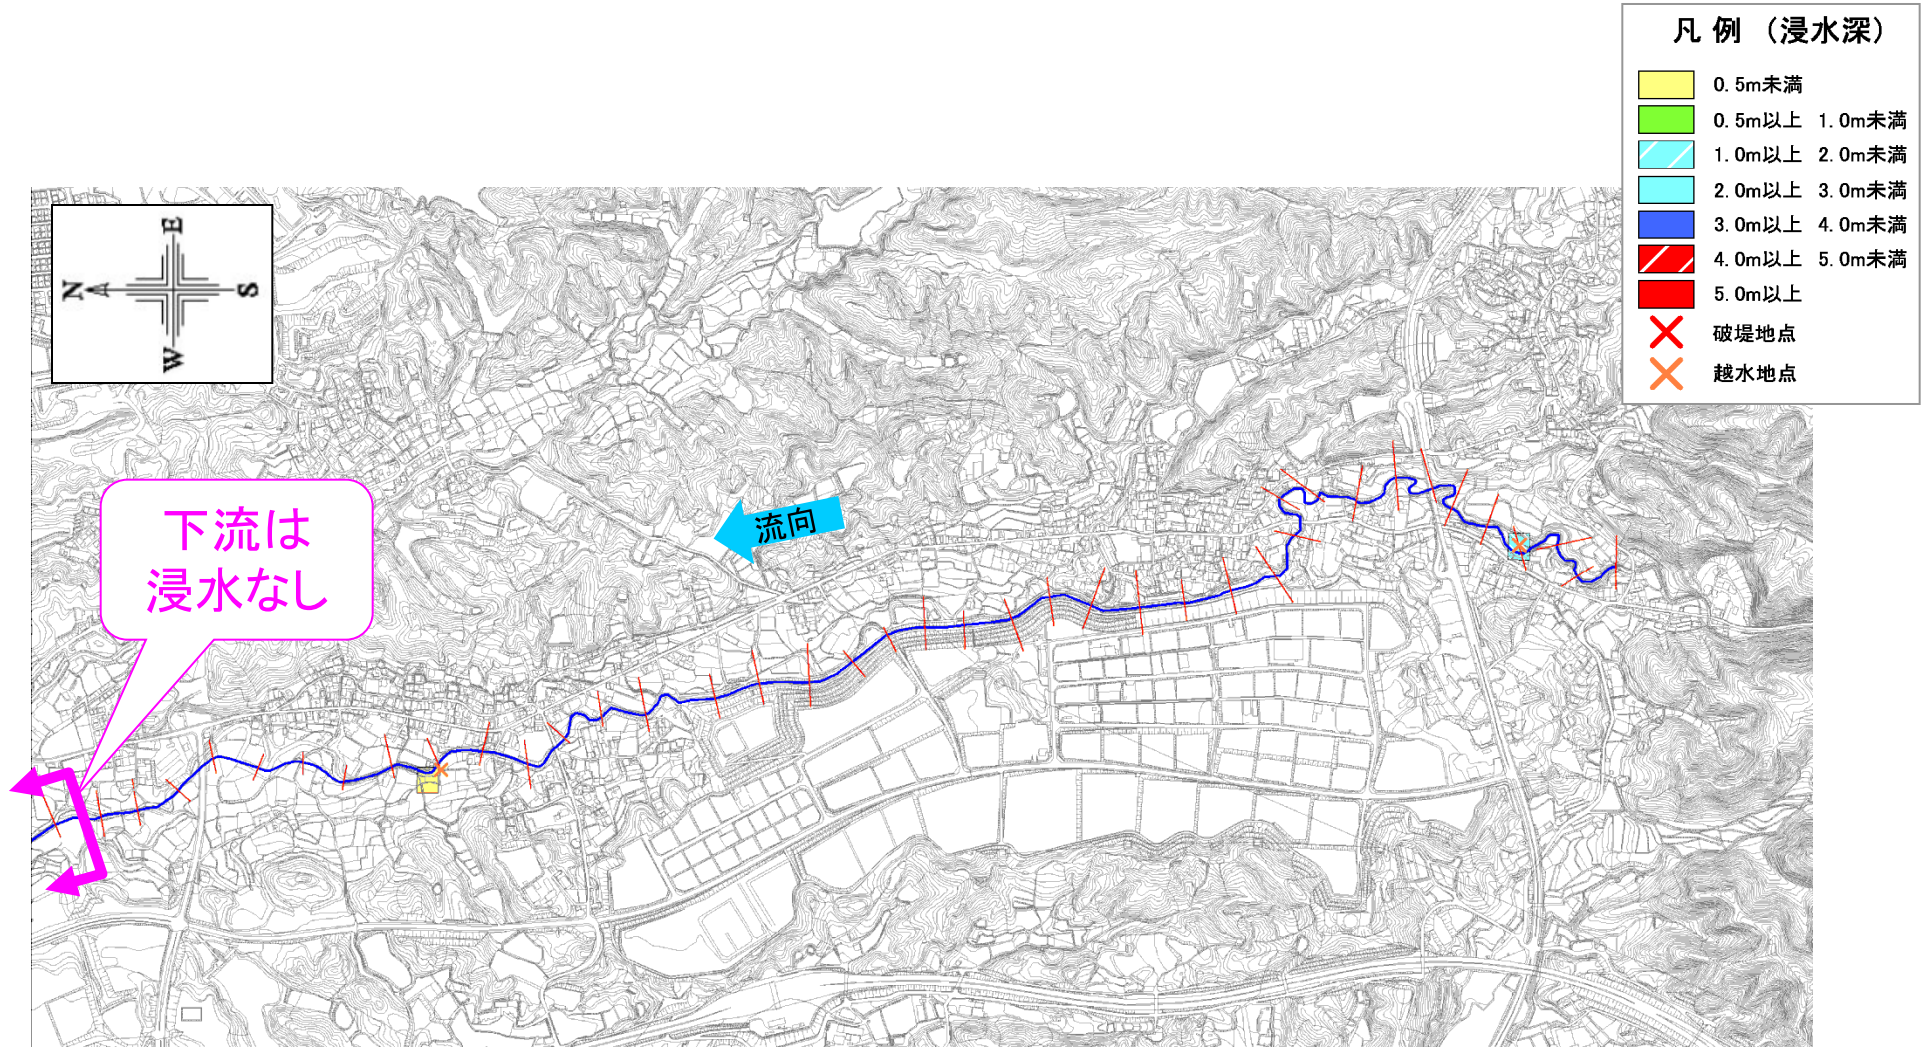 凡 例 （浸水深）
0.5m未満
0.5m以上 1.0m未満
1.0m以上 2.0m未満
2.0m以上 3.0m未満
3.0m以上 4.0m未満
4.0m以上 5.0m未満
5.0m以上
破堤地点
越水地点
E
N
S
W
下流は
浸水なし
流向